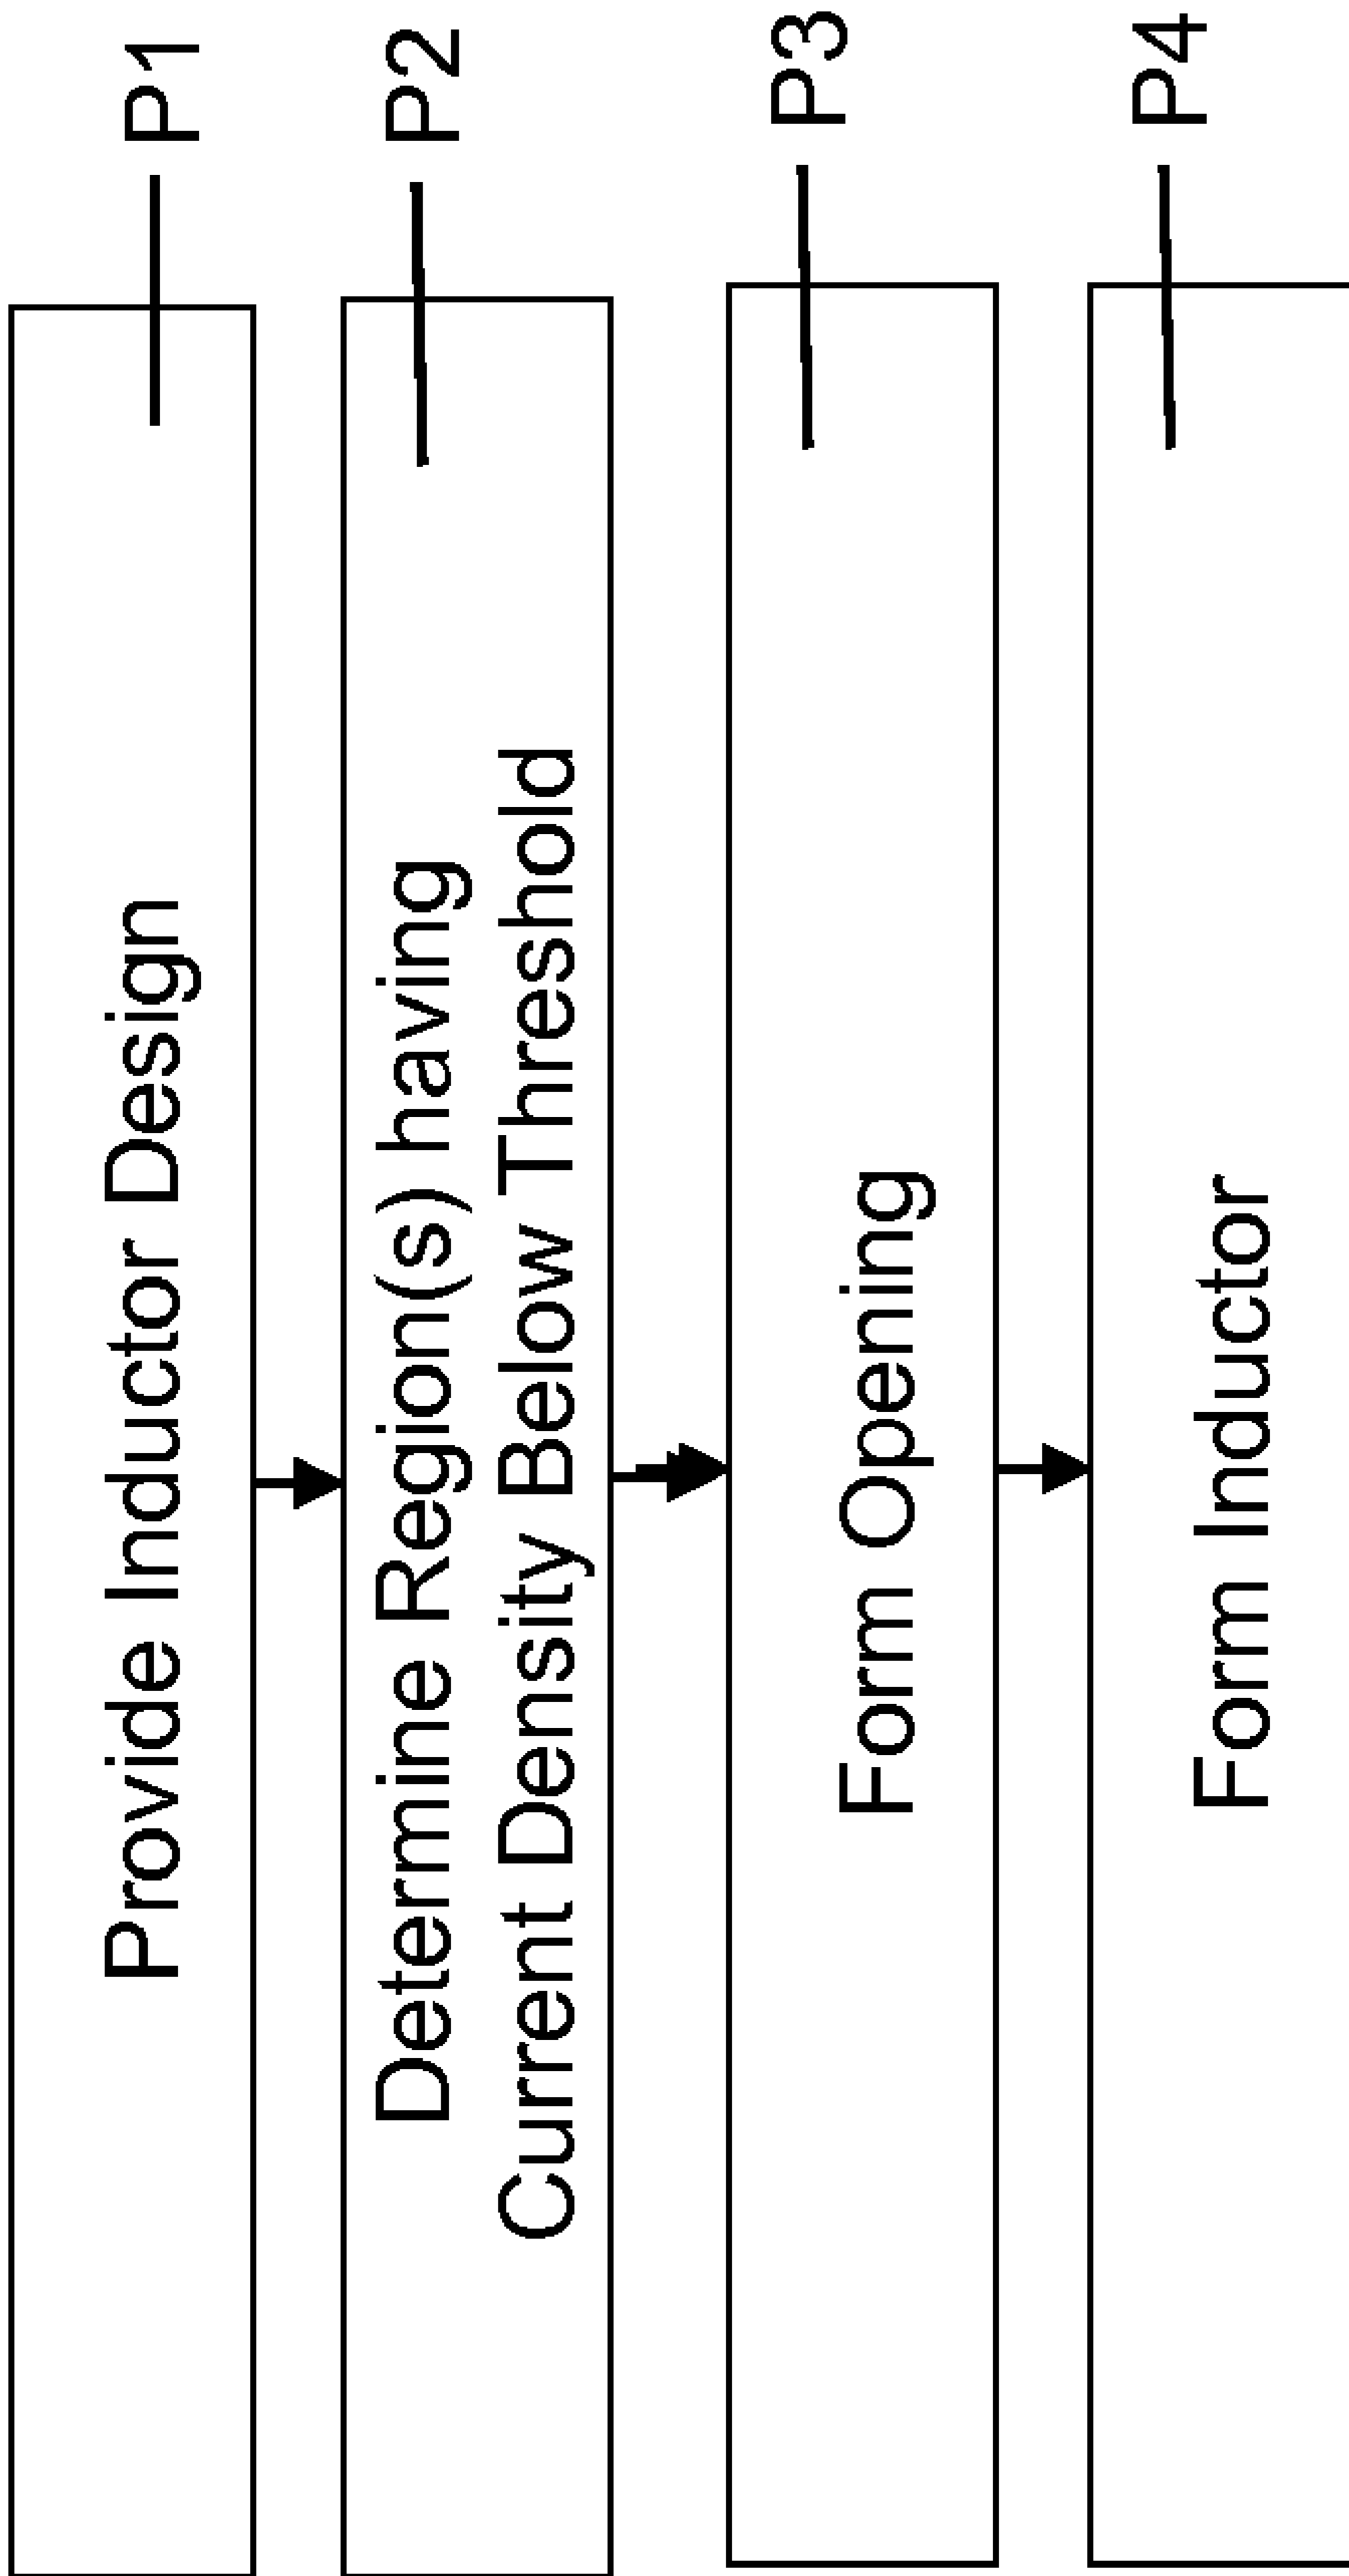 Provide Inductor Design
P1
Determine Region(s) having
Current Density Below Threshold
P2
Form Opening
P3
Form Inductor
P4